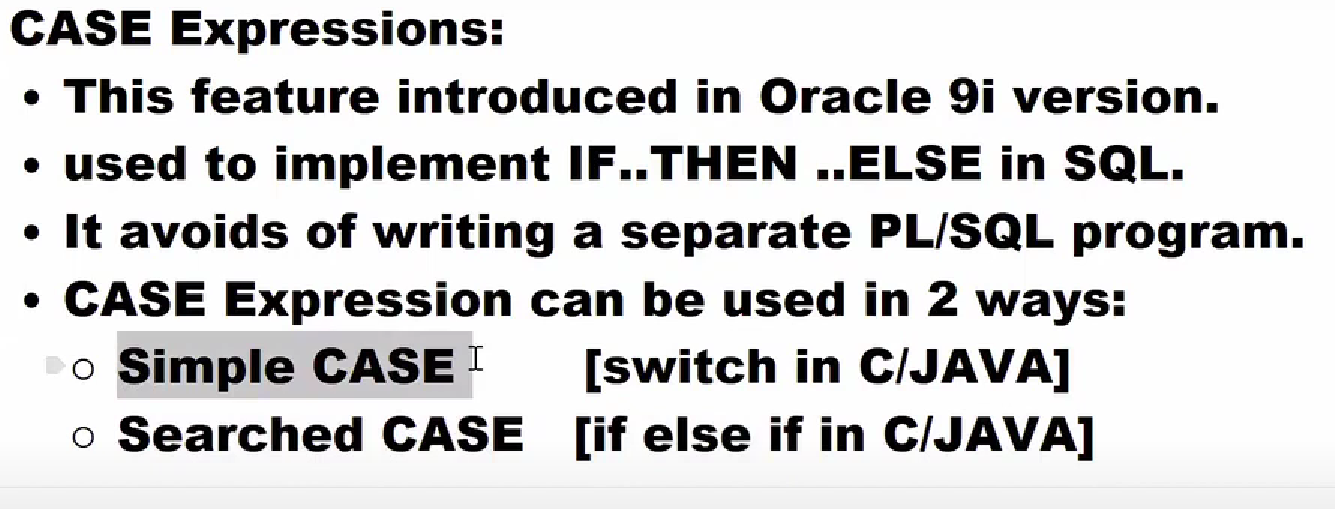 CASE Expressions:
• This feature introduced in Oracle 9i version.
• used to implement IF..THEN ..ELSE in SQL.
• It avoids of writing a separate PL/SQL program.
• CASE Expression can be used in 2 ways:
○ Simple CASE [switch in C/JAVA]
○ Searched CASE [if else if in C/JAVA]